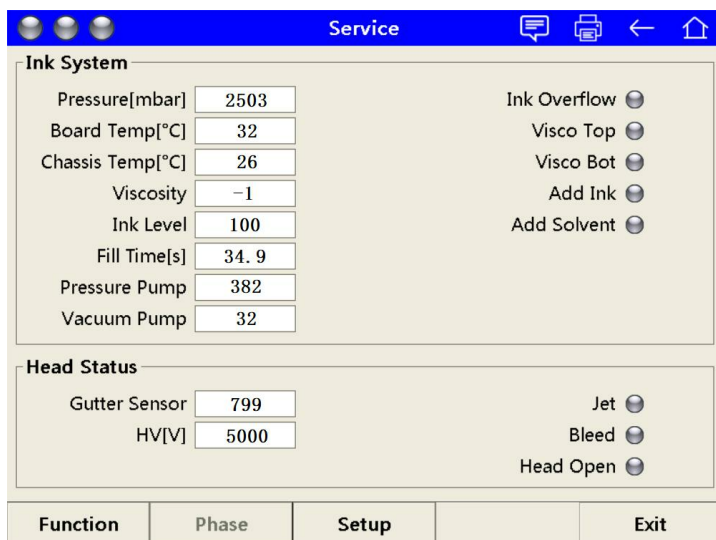 Service
Ink System
Pressure[mbar] 2503 Ink Overflow
Board Temp[°C] 32 Visco Top
Chassis Temp[°C] 26 Visco Bot
Viscosity -1 Add Ink
Ink Level 100 Add Solvent
Fill Time[s] 34.9
Pressure Pump 382
Vacuum Pump 32
Head Status
Gutter Sensor 799 Jet
HV[V] 5000 Bleed
Head Open
Function Phase Setup Exit